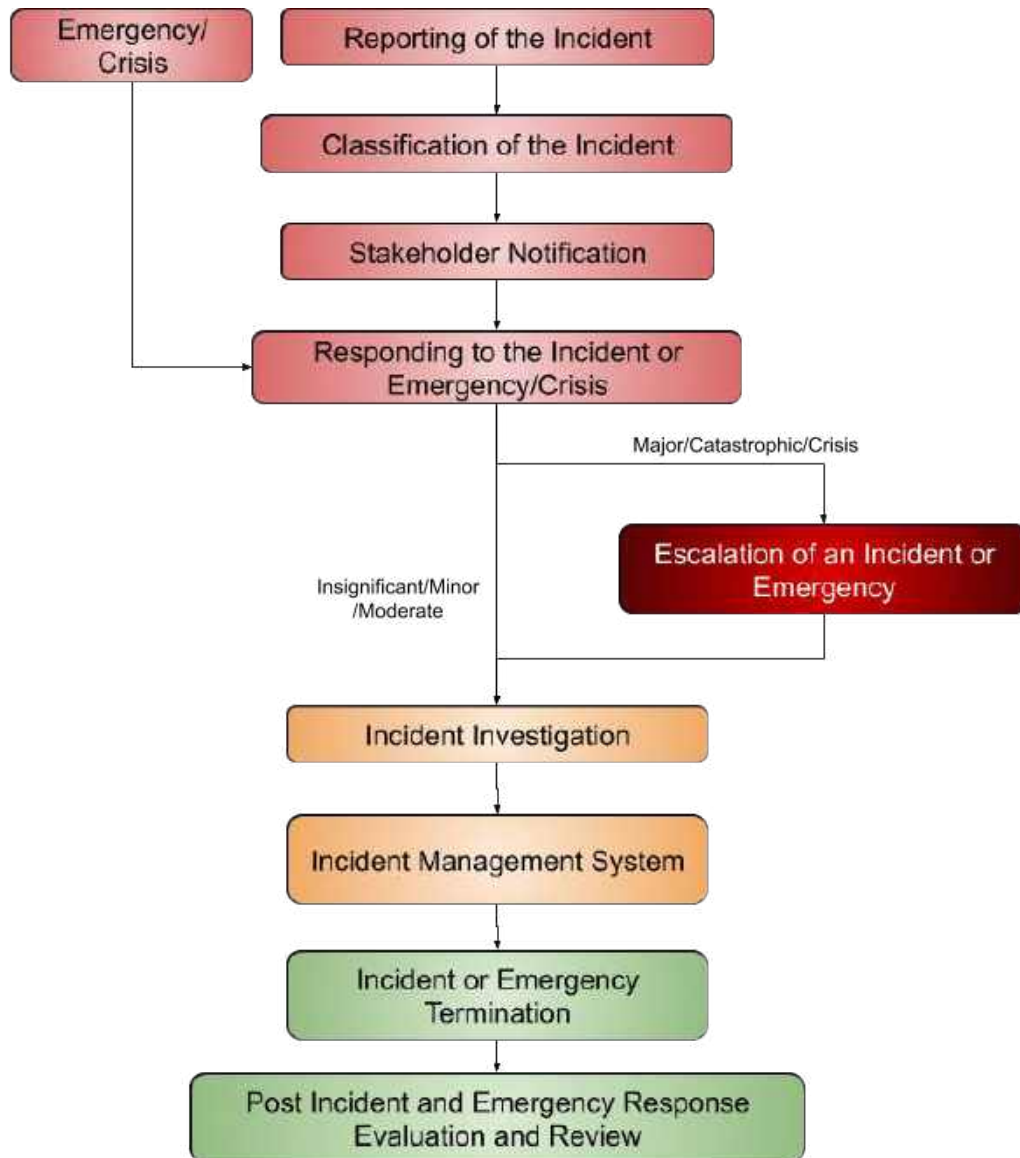 Emergency/
Crisis
Reporting of the Incident
Classification of the Incident
Stakeholder Notification
Responding to the Incident or
Emergency/Crisis
Major/Catastrophic/Crisis
Escalation of an Incident or
Emergency
Insignificant/Minor
/Moderate
Incident Investigation
Incident Management System
Incident or Emergency
Termination
Post Incident and Emergency Response
Evaluation and Review